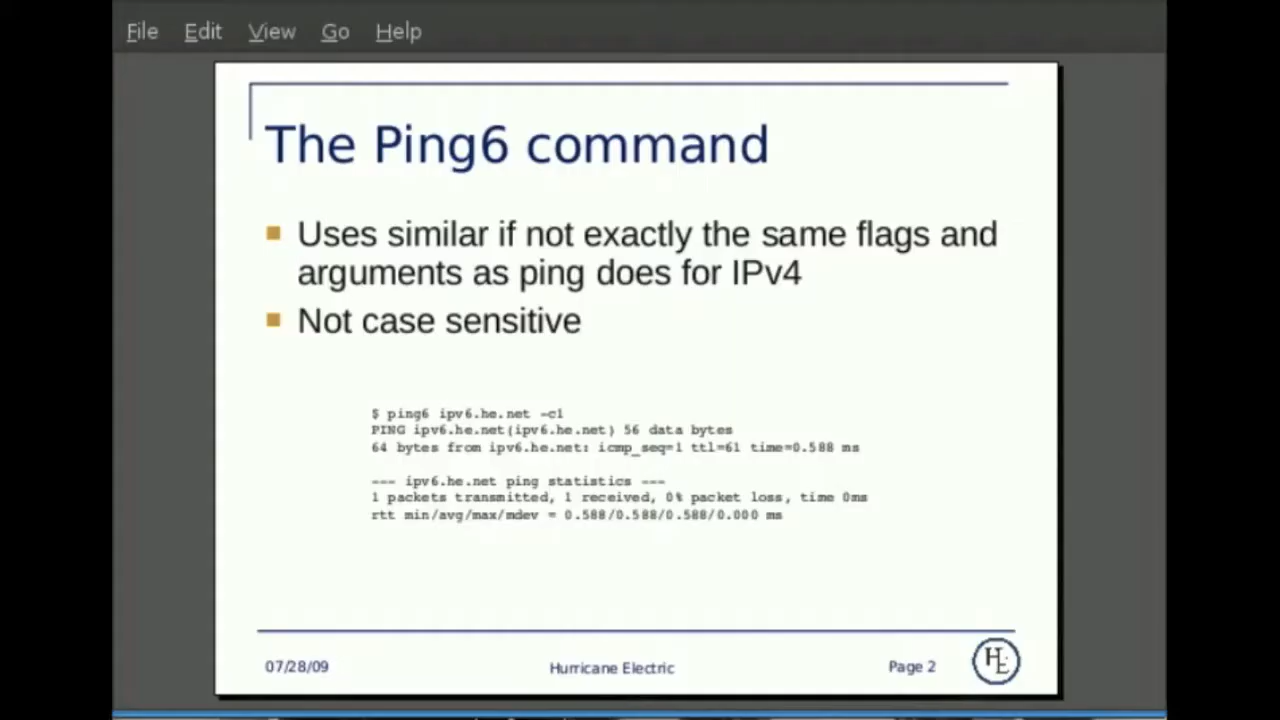 File Edit View Go Help
The Ping6 command
Uses similar if not exactly the same flags and
arguments as ping does for IPv4
Not case sensitive
$ ping6 ipv6.he.net -c1
PING ipv6.he.net(ipv6.he.net) 56 data bytes
64 bytes from ipv6.he.net: icmp_seq=1 ttl=61 time=0.588 ms
--- ipv6.he.net ping statistics ---
1 packets transmitted, 1 received, 0% packet loss, time 0ms
rtt min/avg/max/mdev = 0.588/0.588/0.588/0.000 ms
07/28/09 Hurricane Electric Page 2 HE